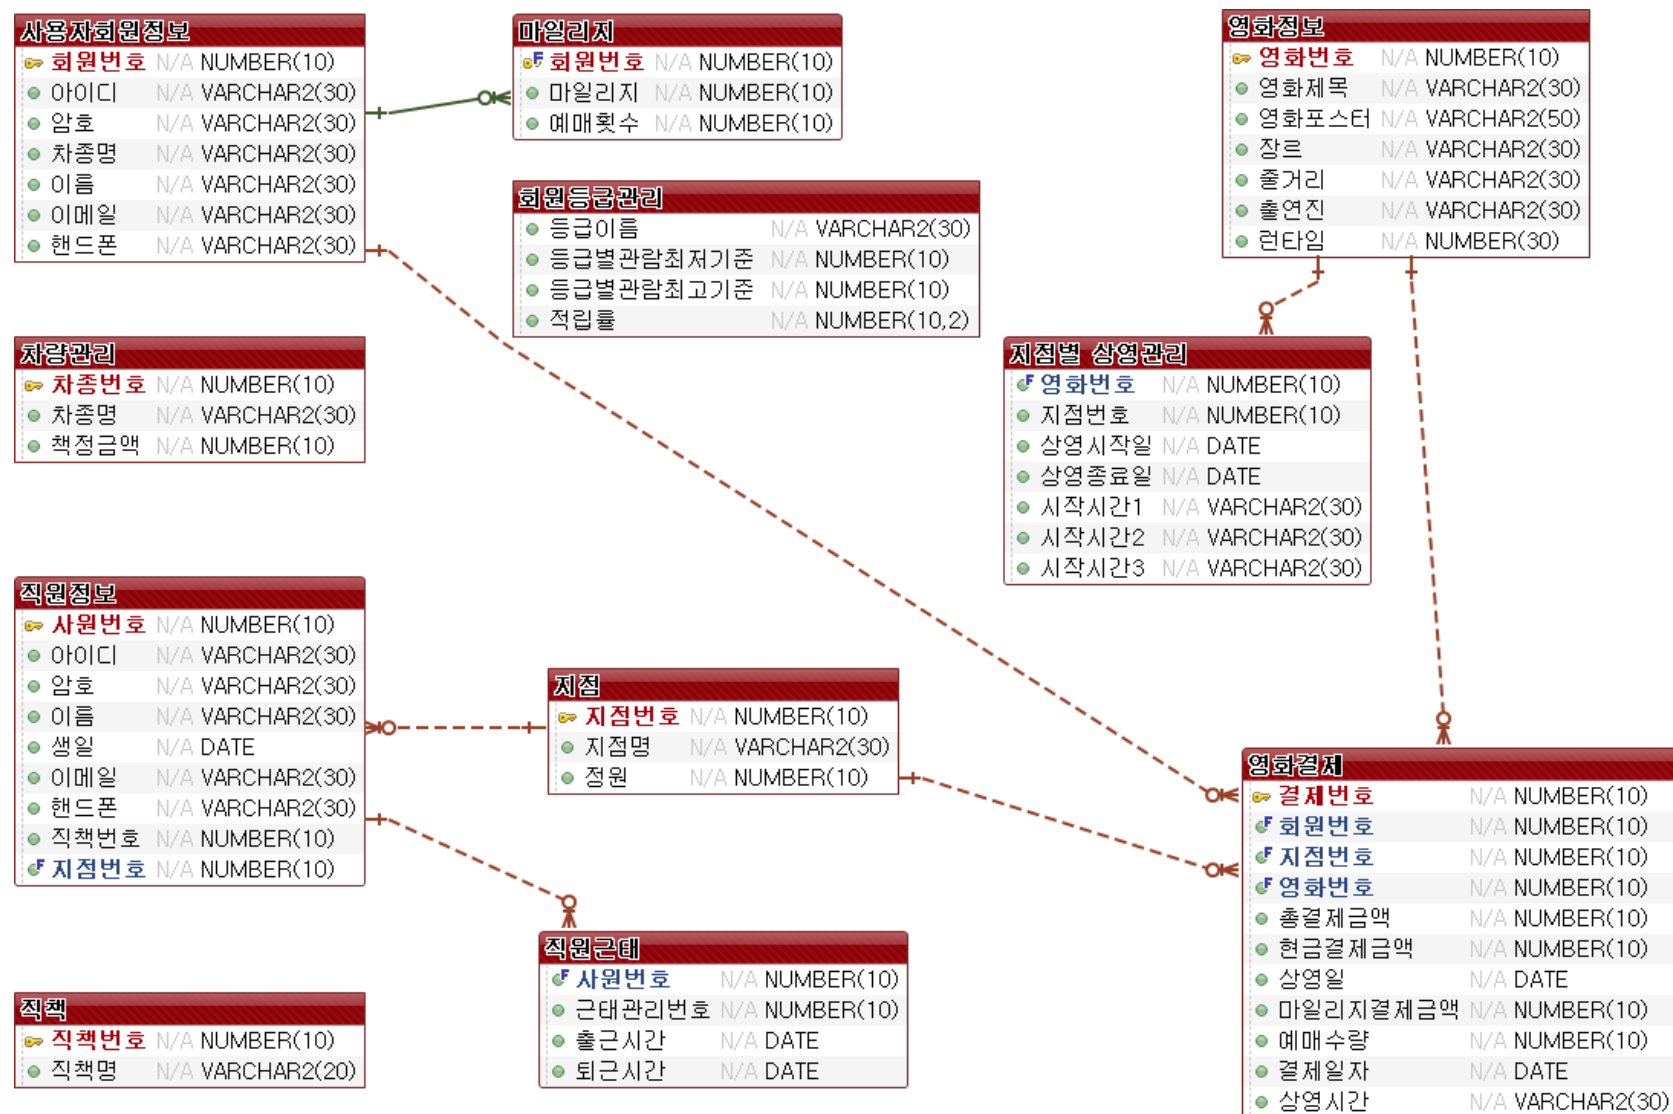 사용자회원정보
회원번호 N/A NUMBER(10)
아이디 N/A VARCHAR2(30)
암호 N/A VARCHAR2(30)
차종명 N/A VARCHAR2(30)
이름 N/A VARCHAR2(30)
이메일 N/A VARCHAR2(30)
핸드폰 N/A VARCHAR2(30)
마일리지
F 회원번호 N/A NUMBER(10)
마일리지 N/A NUMBER(10)
예매횟수 N/A NUMBER(10)
회원등급관리
등급이름 N/A VARCHAR2(30)
등급별관람최저기준 N/A NUMBER(10)
등급별관람최고기준 N/A NUMBER(10)
적립률 N/A NUMBER(10,2)
영화정보
영화번호 N/A NUMBER(10)
영화제목 N/A VARCHAR2(30)
영화포스터 N/A VARCHAR2(50)
장르 N/A VARCHAR2(30)
줄거리 N/A VARCHAR2(30)
출연진 N/A VARCHAR2(30)
런타임 N/A NUMBER(30)
차량관리
차종번호 N/A NUMBER(10)
차종명 N/A VARCHAR2(30)
책정금액 N/A NUMBER(10)
지점별 상영관리
F 영화번호 N/A NUMBER(10)
지점번호 N/A NUMBER(10)
상영시작일 N/A DATE
상영종료일 N/A DATE
시작시간1 N/A VARCHAR2(30)
시작시간2 N/A VARCHAR2(30)
시작시간3 N/A VARCHAR2(30)
직원정보
사원번호 N/A NUMBER(10)
아이디 N/A VARCHAR2(30)
암호 N/A VARCHAR2(30)
이름 N/A VARCHAR2(30)
생일 N/A DATE
이메일 N/A VARCHAR2(30)
핸드폰 N/A VARCHAR2(30)
직책번호 N/A NUMBER(10)
F 지점번호 N/A NUMBER(10)
지점
지점번호 N/A NUMBER(10)
지점명 N/A VARCHAR2(30)
정원 N/A NUMBER(10)
영화결제
결제번호 N/A NUMBER(10)
F 회원번호 N/A NUMBER(10)
F 지점번호 N/A NUMBER(10)
F 영화번호 N/A NUMBER(10)
총결제금액 N/A NUMBER(10)
현금결제금액 N/A NUMBER(10)
상영일 N/A DATE
마일리지결제금액 N/A NUMBER(10)
예매수량 N/A NUMBER(10)
결제일자 N/A DATE
상영시간 N/A VARCHAR2(30)
직원근태
F 사원번호 N/A NUMBER(10)
근태관리번호 N/A NUMBER(10)
출근시간 N/A DATE
퇴근시간 N/A DATE
직책
직책번호 N/A NUMBER(10)
직책명 N/A VARCHAR2(20)